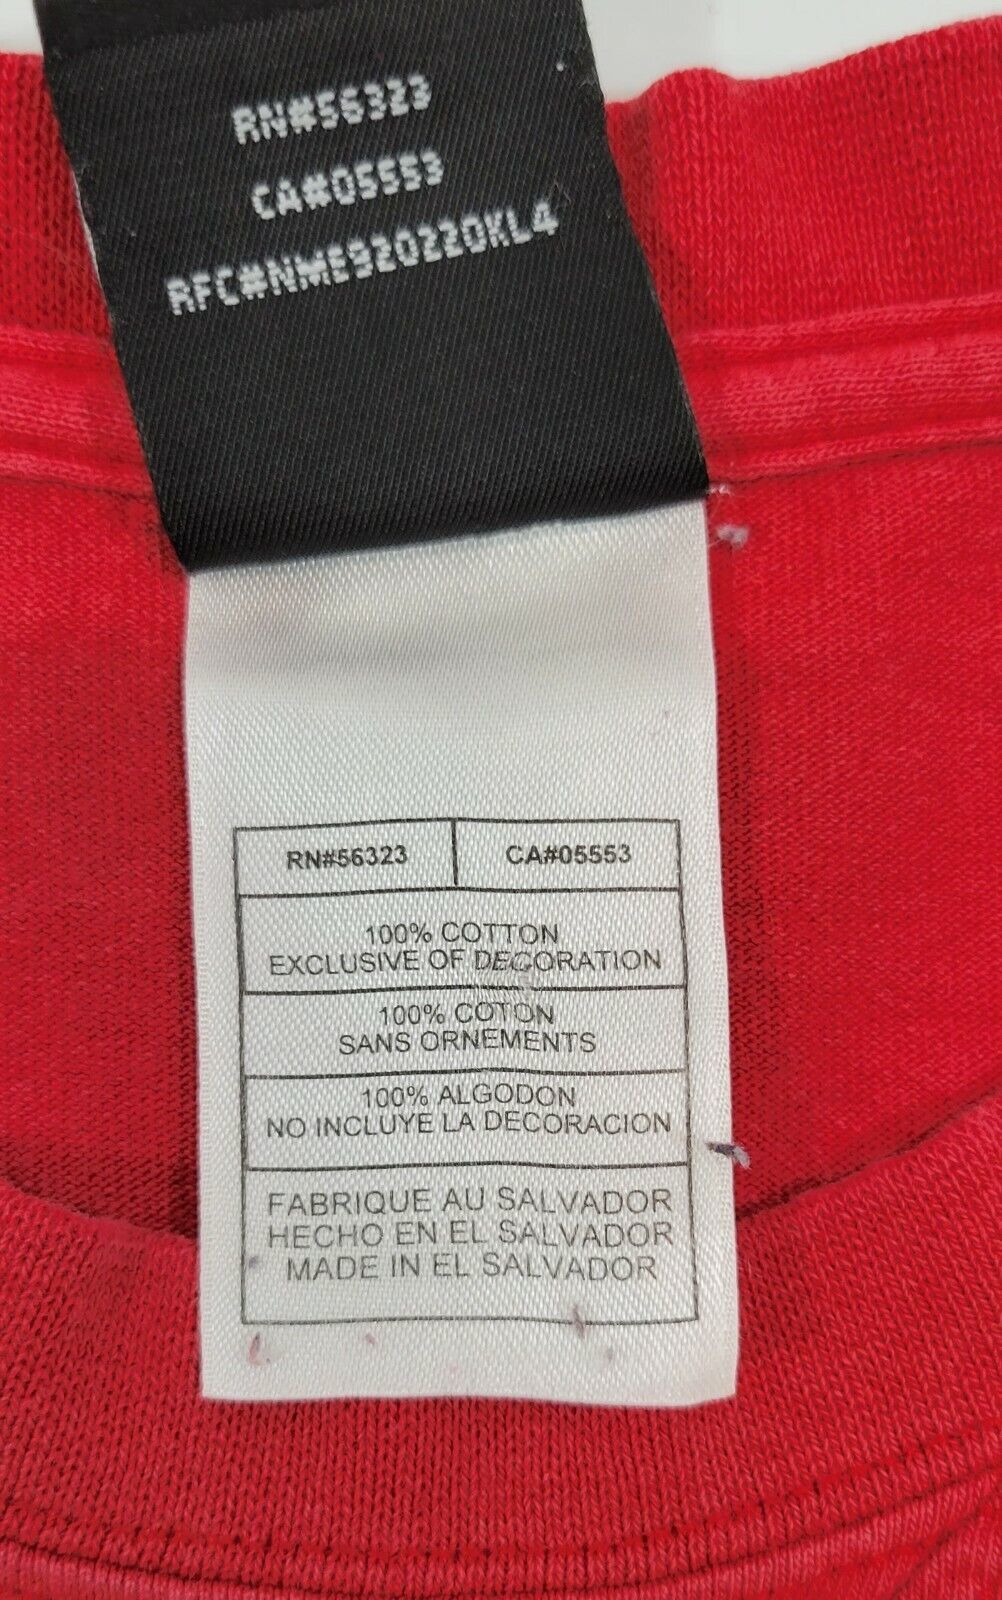 RN#56323
CA#05553
RFC#NME920220KL4
RN#56323 CA#05553
100% COTTON
EXCLUSIVE OF DECORATION
100% COTON
SANS ORNEMENTS
100% ALGODON
NO INCLUYE LA DECORACION
FABRIQUE AU SALVADOR
HECHO EN EL SALVADOR
MADE IN EL SALVADOR